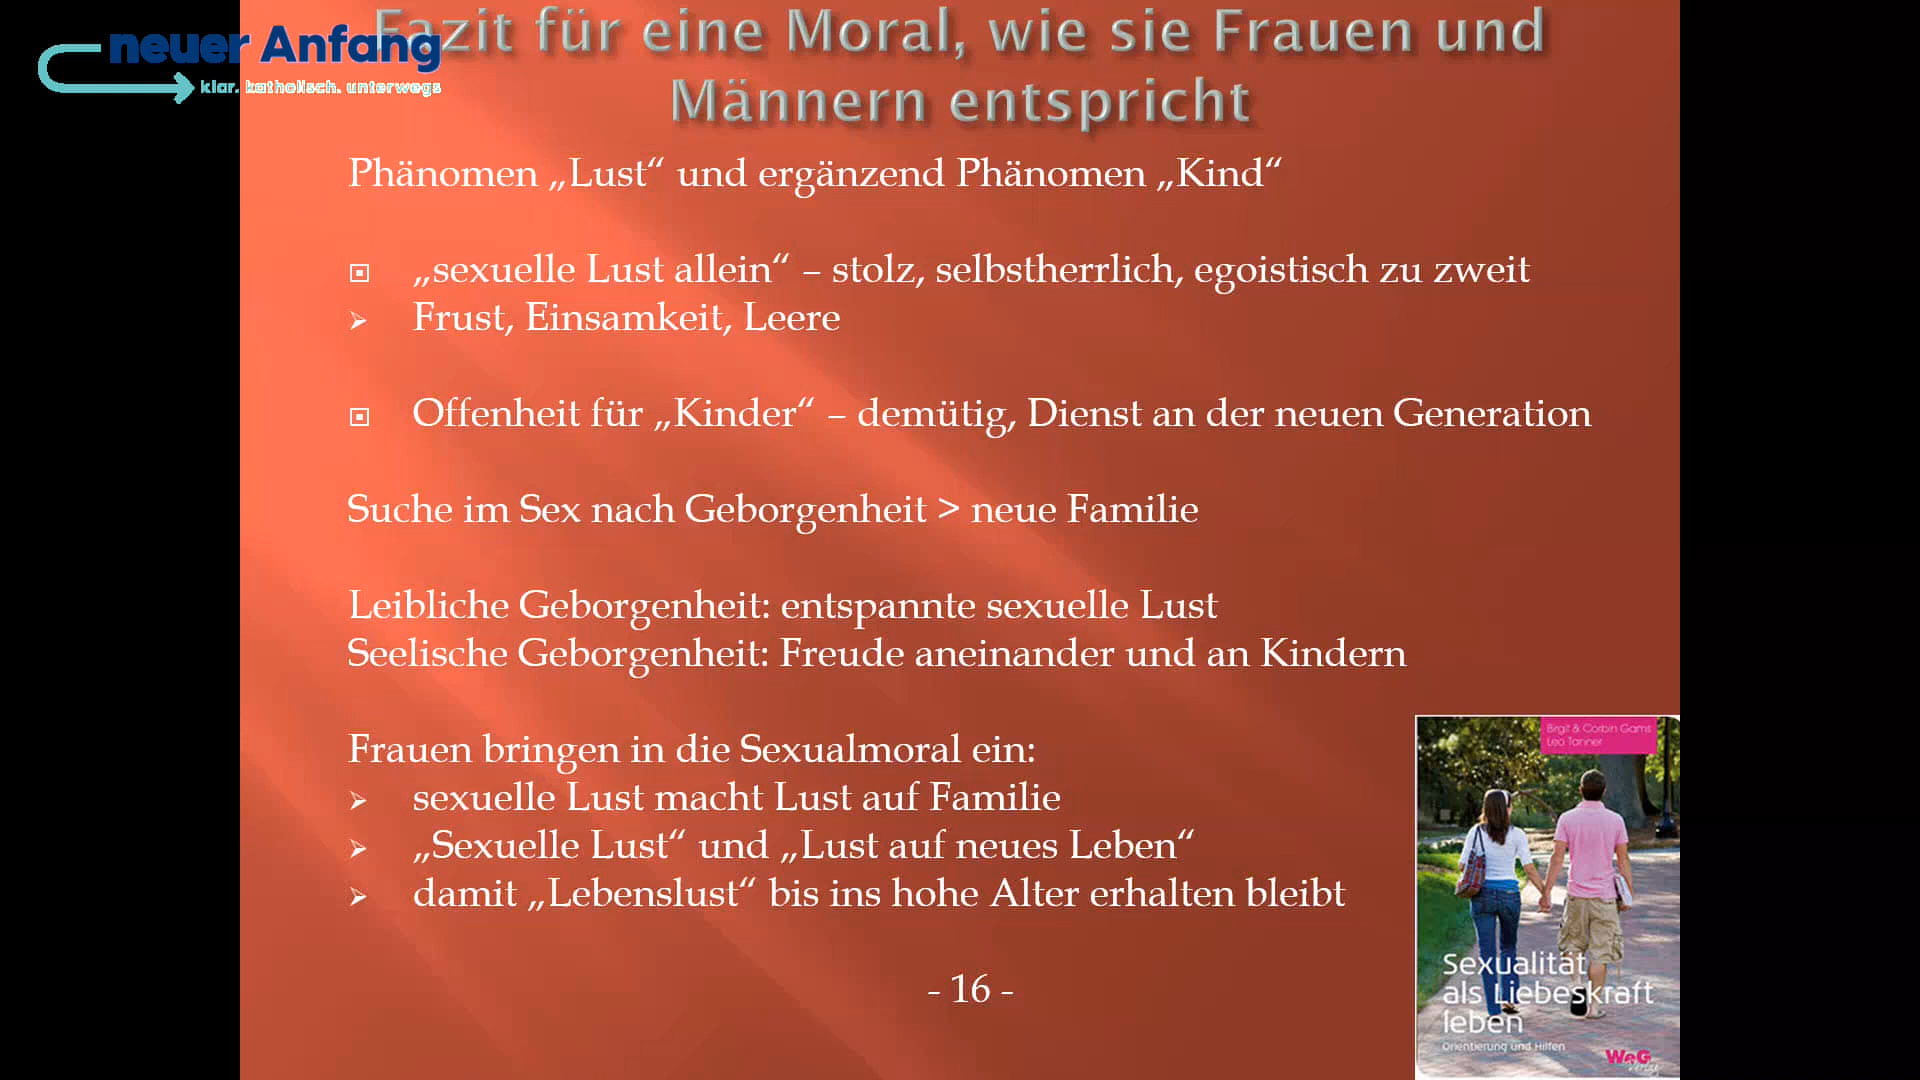 neuer Anfang
klar. katholisch. unterwegs
Fazit für eine Moral, wie sie Frauen und
Männern entspricht
Phänomen „Lust“ und ergänzend Phänomen „Kind“
„sexuelle Lust allein“ – stolz, selbstherrlich, egoistisch zu zweit
Frust, Einsamkeit, Leere
Offenheit für „Kinder“ – demütig, Dienst an der neuen Generation
Suche im Sex nach Geborgenheit > neue Familie
Leibliche Geborgenheit: entspannte sexuelle Lust
Seelische Geborgenheit: Freude aneinander und an Kindern
Frauen bringen in die Sexualmoral ein:
sexuelle Lust macht Lust auf Familie
„Sexuelle Lust“ und „Lust auf neues Leben“
damit „Lebenslust“ bis ins hohe Alter erhalten bleibt
- 16 -
Birgit & Corbin Gams
Leo Tanner
Sexualität
als Liebeskraft
leben
Orientierung und Hilfen
WeG
Verlag